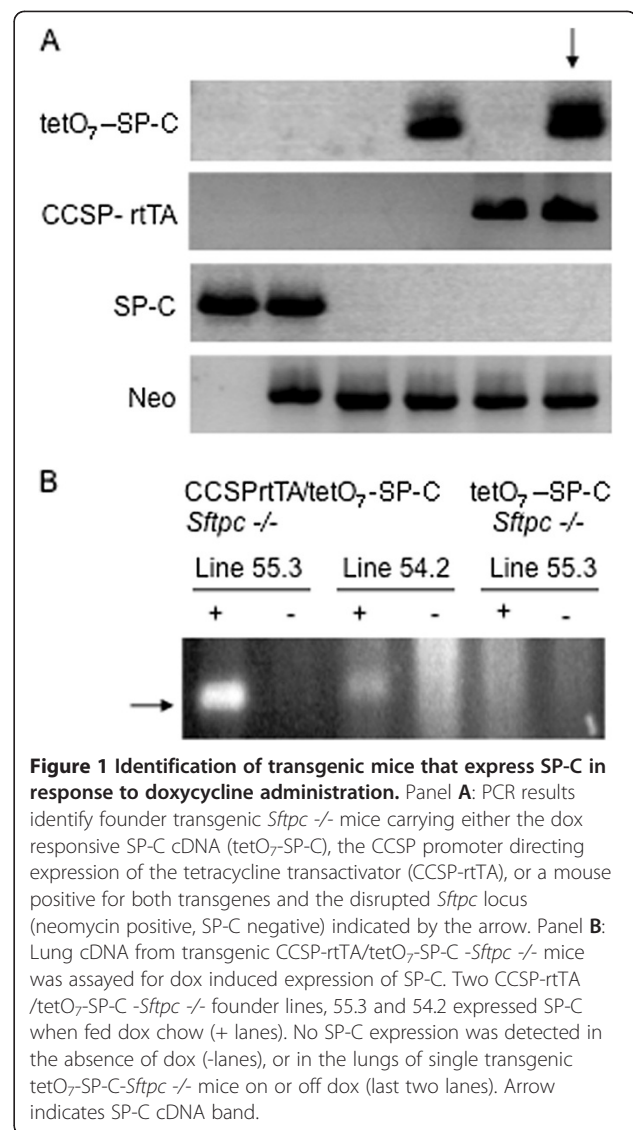 A
tetO₇–SP-C
CCSP- rtTA
SP-C
Neo
B
CCSPrtTA/tetO₇-SP-C tetO₇–SP-C
Sftpc -/- Sftpc -/-
Line 55.3 Line 54.2 Line 55.3
+ - + - + -
Figure 1 Identification of transgenic mice that express SP-C in
response to doxycycline administration. Panel A: PCR results
identify founder transgenic Sftpc -/- mice carrying either the dox
responsive SP-C cDNA (tetO₇-SP-C), the CCSP promoter directing
expression of the tetracycline transactivator (CCSP-rtTA), or a mouse
positive for both transgenes and the disrupted Sftpc locus
(neomycin positive, SP-C negative) indicated by the arrow. Panel B:
Lung cDNA from transgenic CCSP-rtTA/tetO₇-SP-C -Sftpc -/- mice
was assayed for dox induced expression of SP-C. Two CCSP-rtTA
/tetO₇-SP-C -Sftpc -/- founder lines, 55.3 and 54.2 expressed SP-C
when fed dox chow (+ lanes). No SP-C expression was detected in
the absence of dox (-lanes), or in the lungs of single transgenic
tetO₇-SP-C-Sftpc -/- mice on or off dox (last two lanes). Arrow
indicates SP-C cDNA band.